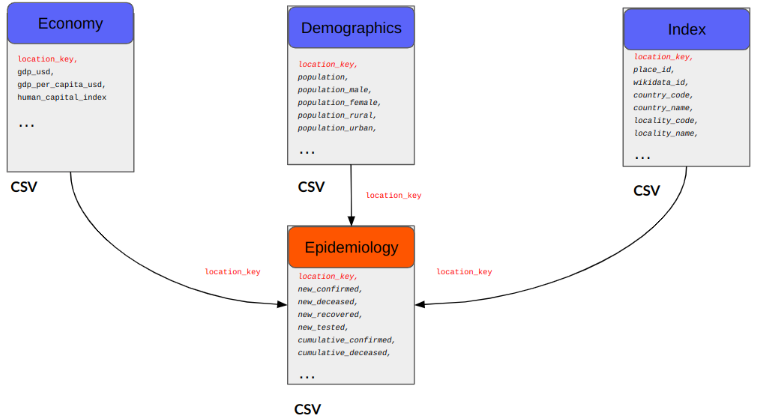 Economy
location_key,
gdp_usd,
gdp_per_capita_usd,
human_capital_index
...
CSV
Demographics
location_key,
population,
population_male,
population_female,
population_rural,
population_urban,
...
CSV
Index
location_key,
place_id,
wikidata_id,
country_code,
country_name,
locality_code,
locality_name,
...
CSV
location_key
location_key
location_key
Epidemiology
location_key,
new_confirmed,
new_deceased,
new_recovered,
new_tested,
cumulative_confirmed,
cumulative_deceased,
...
CSV